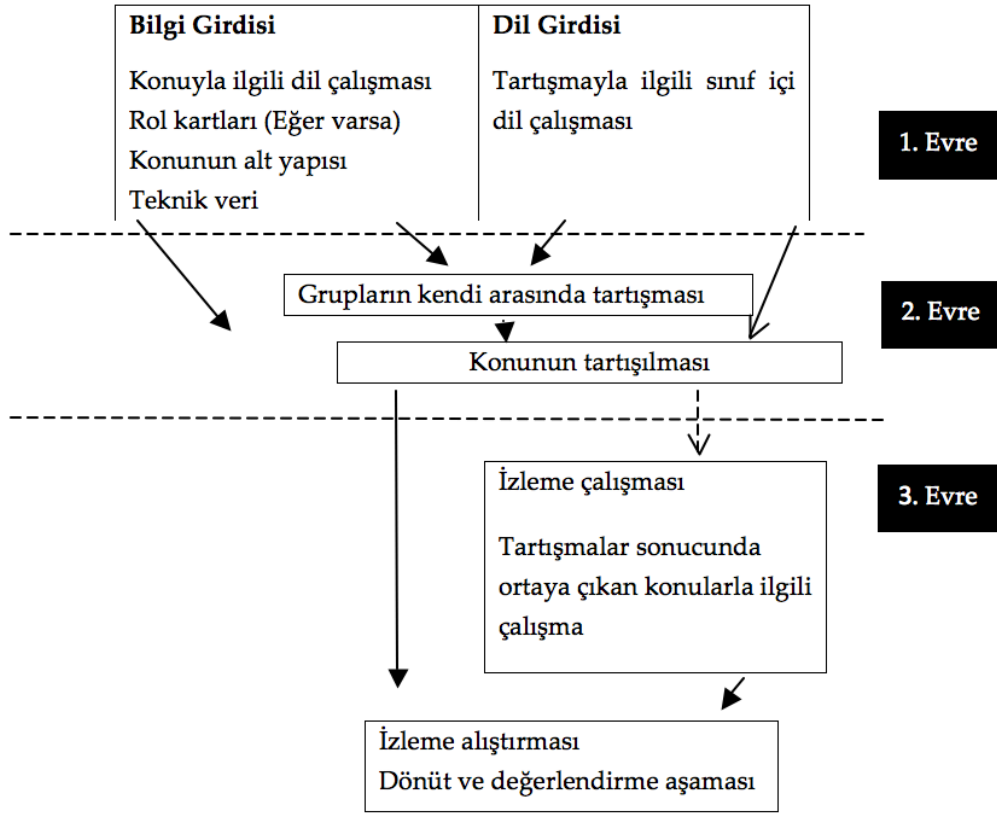 Bilgi Girdisi
Konuyla ilgili dil çalışması
Rol kartları (Eğer varsa)
Konunun alt yapısı
Teknik veri
Dil Girdisi
Tartışmayla ilgili sınıf içi
dil çalışması
1. Evre
Grupların kendi arasında tartışması
Konunun tartışılması
2. Evre
İzleme çalışması
Tartışmalar sonucunda
ortaya çıkan konularla ilgili
çalışma
3. Evre
İzleme alıştırması
Dönüt ve değerlendirme aşaması